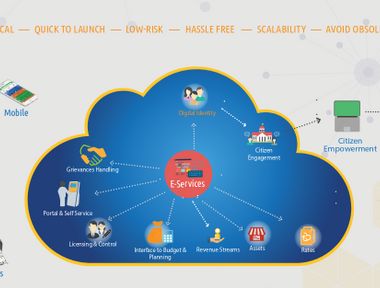 CAL — QUICK TO LAUNCH — LOW-RISK — HASSLE FREE — SCALABILITY — AVOID OBSOL
Mobile
Digital Identity
Citizen
Engagement
Citizen
Empowerment
Grievances Handling
E-Services
Portal & Self Service
Licensing & Control
Interface to Budget &
Planning
Revenue Streams
Assets
Rates
s